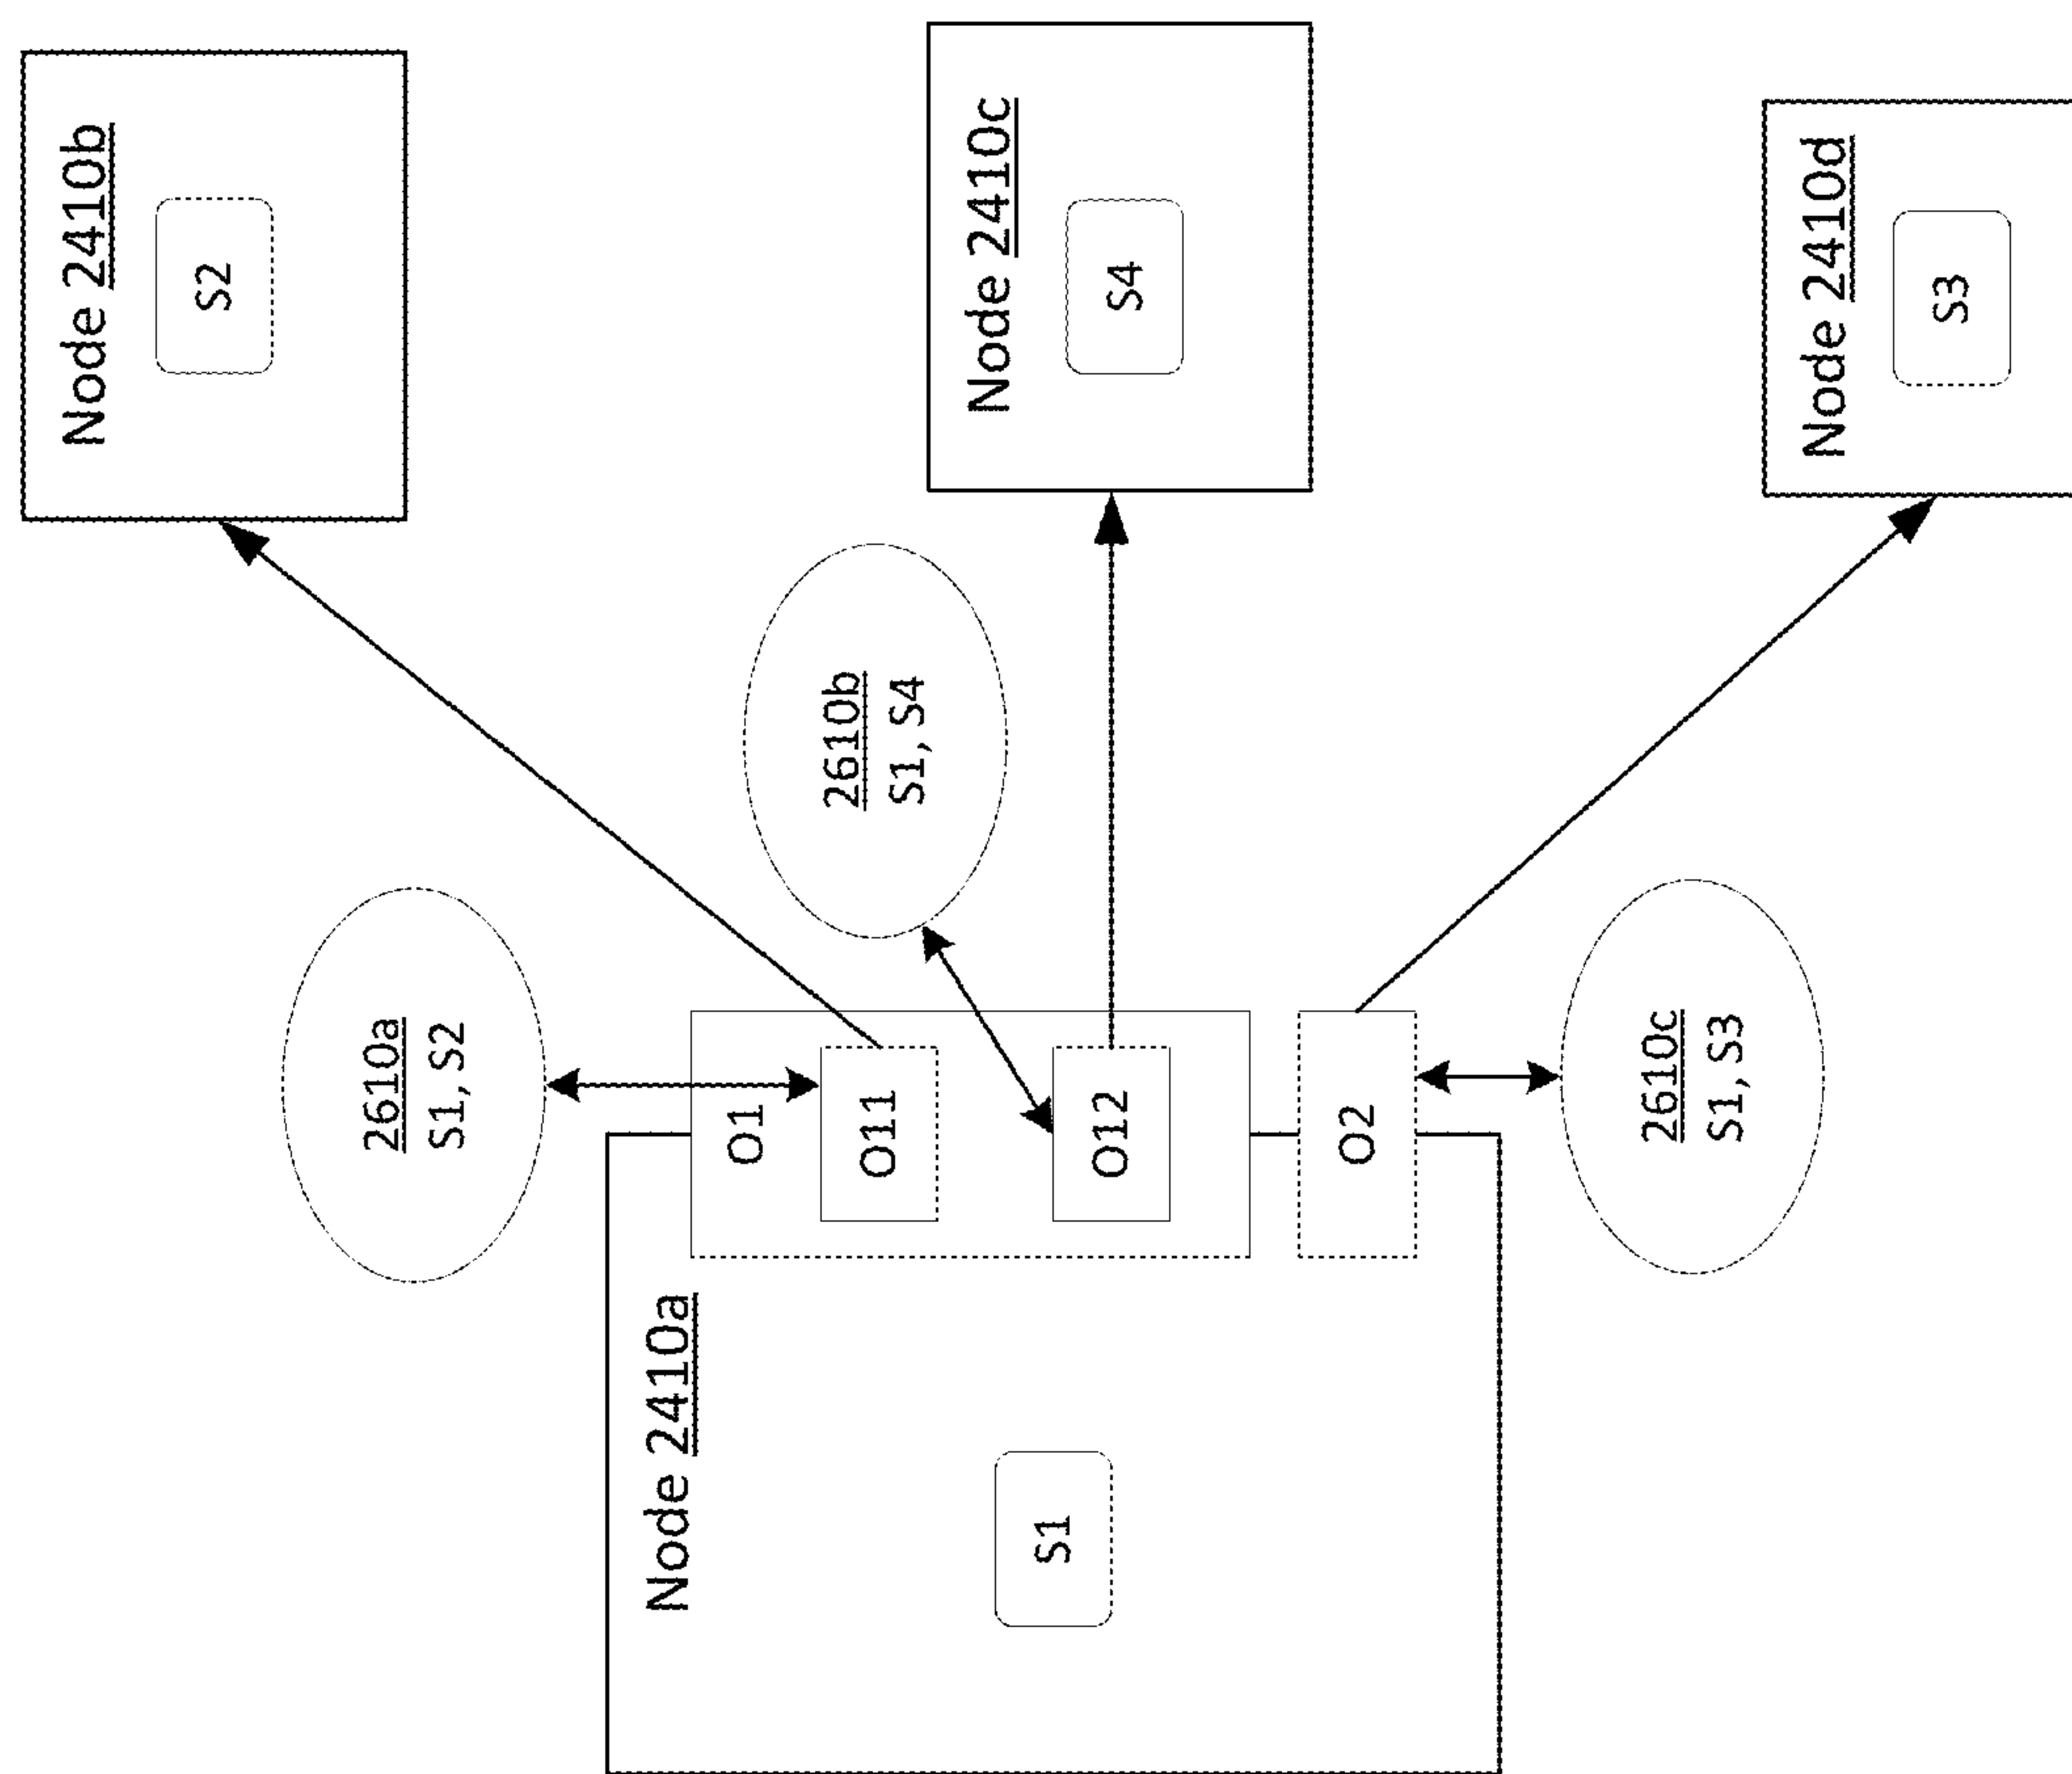 Node 2410a
S1
O1
O11
O12
O2
2610a
S1, S2
2610b
S1, S4
2610c
S1, S3
Node 2410b
S2
Node 2410c
S4
Node 2410d
S3